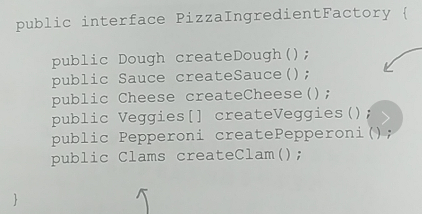 public interface PizzaIngredientFactory {
public Dough createDough();
public Sauce createSauce();
public Cheese createCheese();
public Veggies[] createVeggies();
public Pepperoni createPepperoni();
public Clams createClam();
}